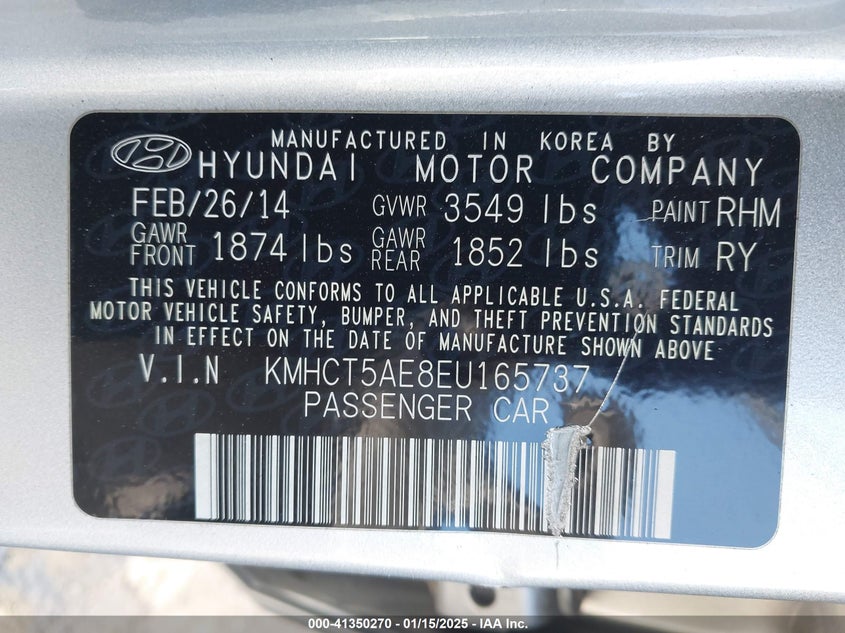 MANUFACTURED IN KOREA BY
HYUNDAI MOTOR COMPANY
FEB/26/14 GVWR 3549 lbs PAINT RHM
GAWR FRONT 1874 lbs GAWR REAR 1852 lbs TRIM RY
THIS VEHICLE CONFORMS TO ALL APPLICABLE U.S.A. FEDERAL
MOTOR VEHICLE SAFETY, BUMPER, AND THEFT PREVENTION STANDARDS
IN EFFECT ON THE DATE OF MANUFACTURE SHOWN ABOVE
V.I.N KMHCT5AE8EU165737
PASSENGER CAR
000-41350270 - 01/15/2025 - IAA Inc.